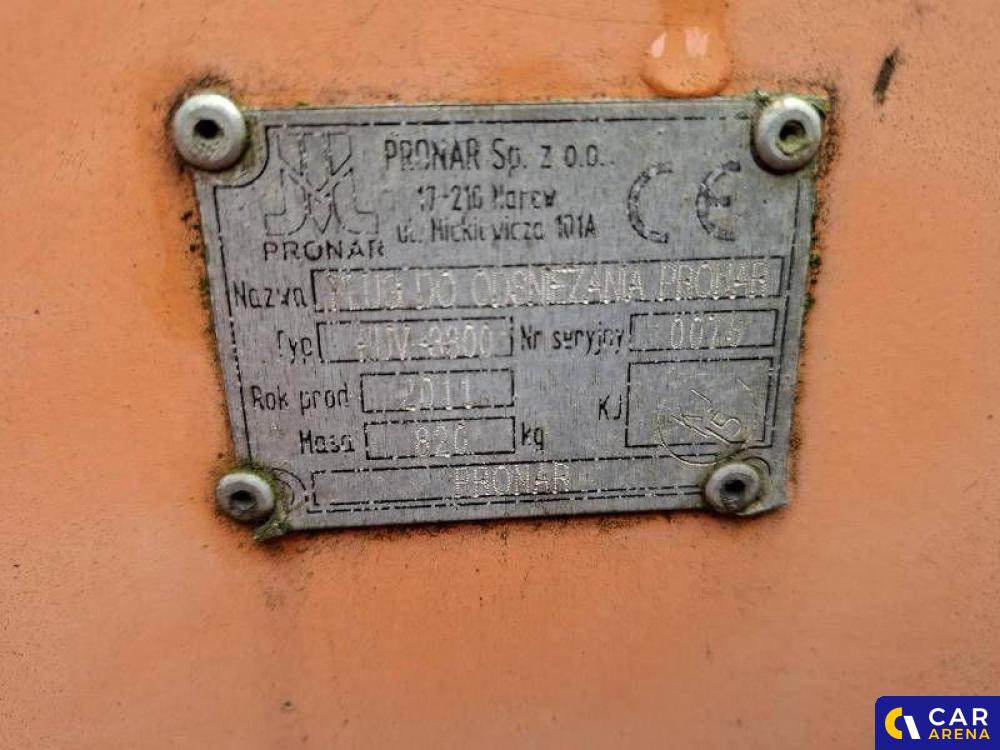 PRONAR Sp. z o.o.
17-210 Narew
ul. Mickiewicza 101A
PRONAR
CE
Nazwa PŁUG DO ODŚNIEŻANIA PRONAR
Typ Nr seryjny
Rok prod 2011
KJ
Masa 820 kg
PRONAR
CAR
ARENA